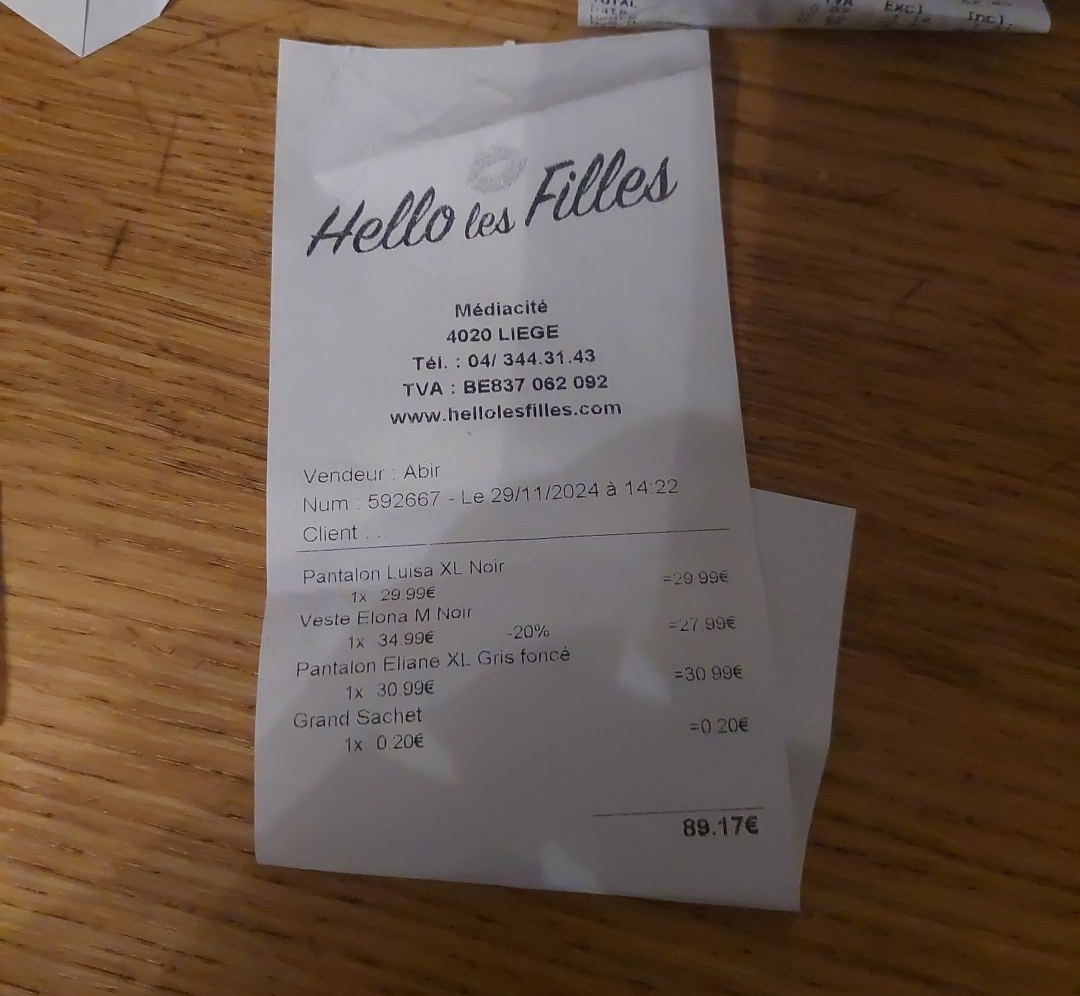 TVA Excl Incl.
Hello les Filles
Médiacité
4020 LIEGE
Tél. : 04/ 344.31.43
TVA : BE837 062 092
www.hellolesfilles.com
Vendeur : Abir
Num : 592667 - Le 29/11/2024 à 14:22
Client : ..
Pantalon Luisa XL Noir
1x 29.99€ =29.99€
Veste Elona M Noir
1x 34.99€ -20% =27.99€
Pantalon Eliane XL Gris foncé
1x 30.99€ =30.99€
Grand Sachet
1x 0.20€ =0.20€
89.17€